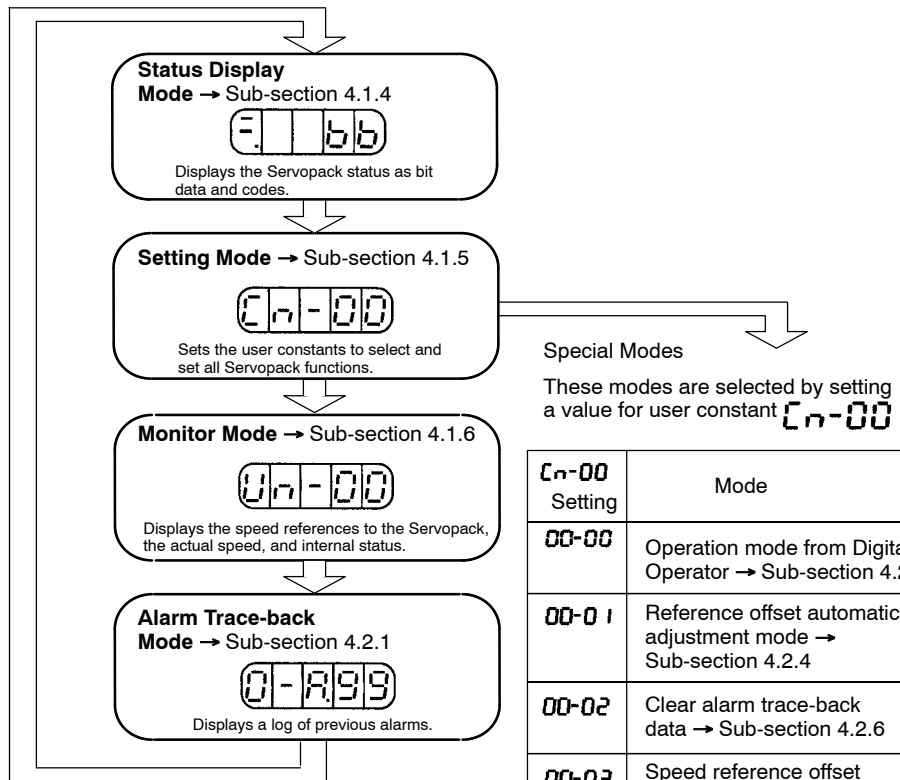 Status Display
Mode → Sub-section 4.1.4
bb
Displays the Servopack status as bit
data and codes.
Setting Mode → Sub-section 4.1.5
Cn-00
Sets the user constants to select and
set all Servopack functions.
Monitor Mode → Sub-section 4.1.6
Un-00
Displays the speed references to the Servopack,
the actual speed, and internal status.
Alarm Trace-back
Mode → Sub-section 4.2.1
0-A.99
Displays a log of previous alarms.
Special Modes
These modes are selected by setting
a value for user constant Cn-00
Cn-00
Setting
Mode
00-00
Operation mode from
Operator → Sub-section
00-01
Reference offset automatic
adjustment mode →
Sub-section 4.2.4
00-02
Clear alarm trace-back
data → Sub-section 4.2.6
00-03
Speed reference offset